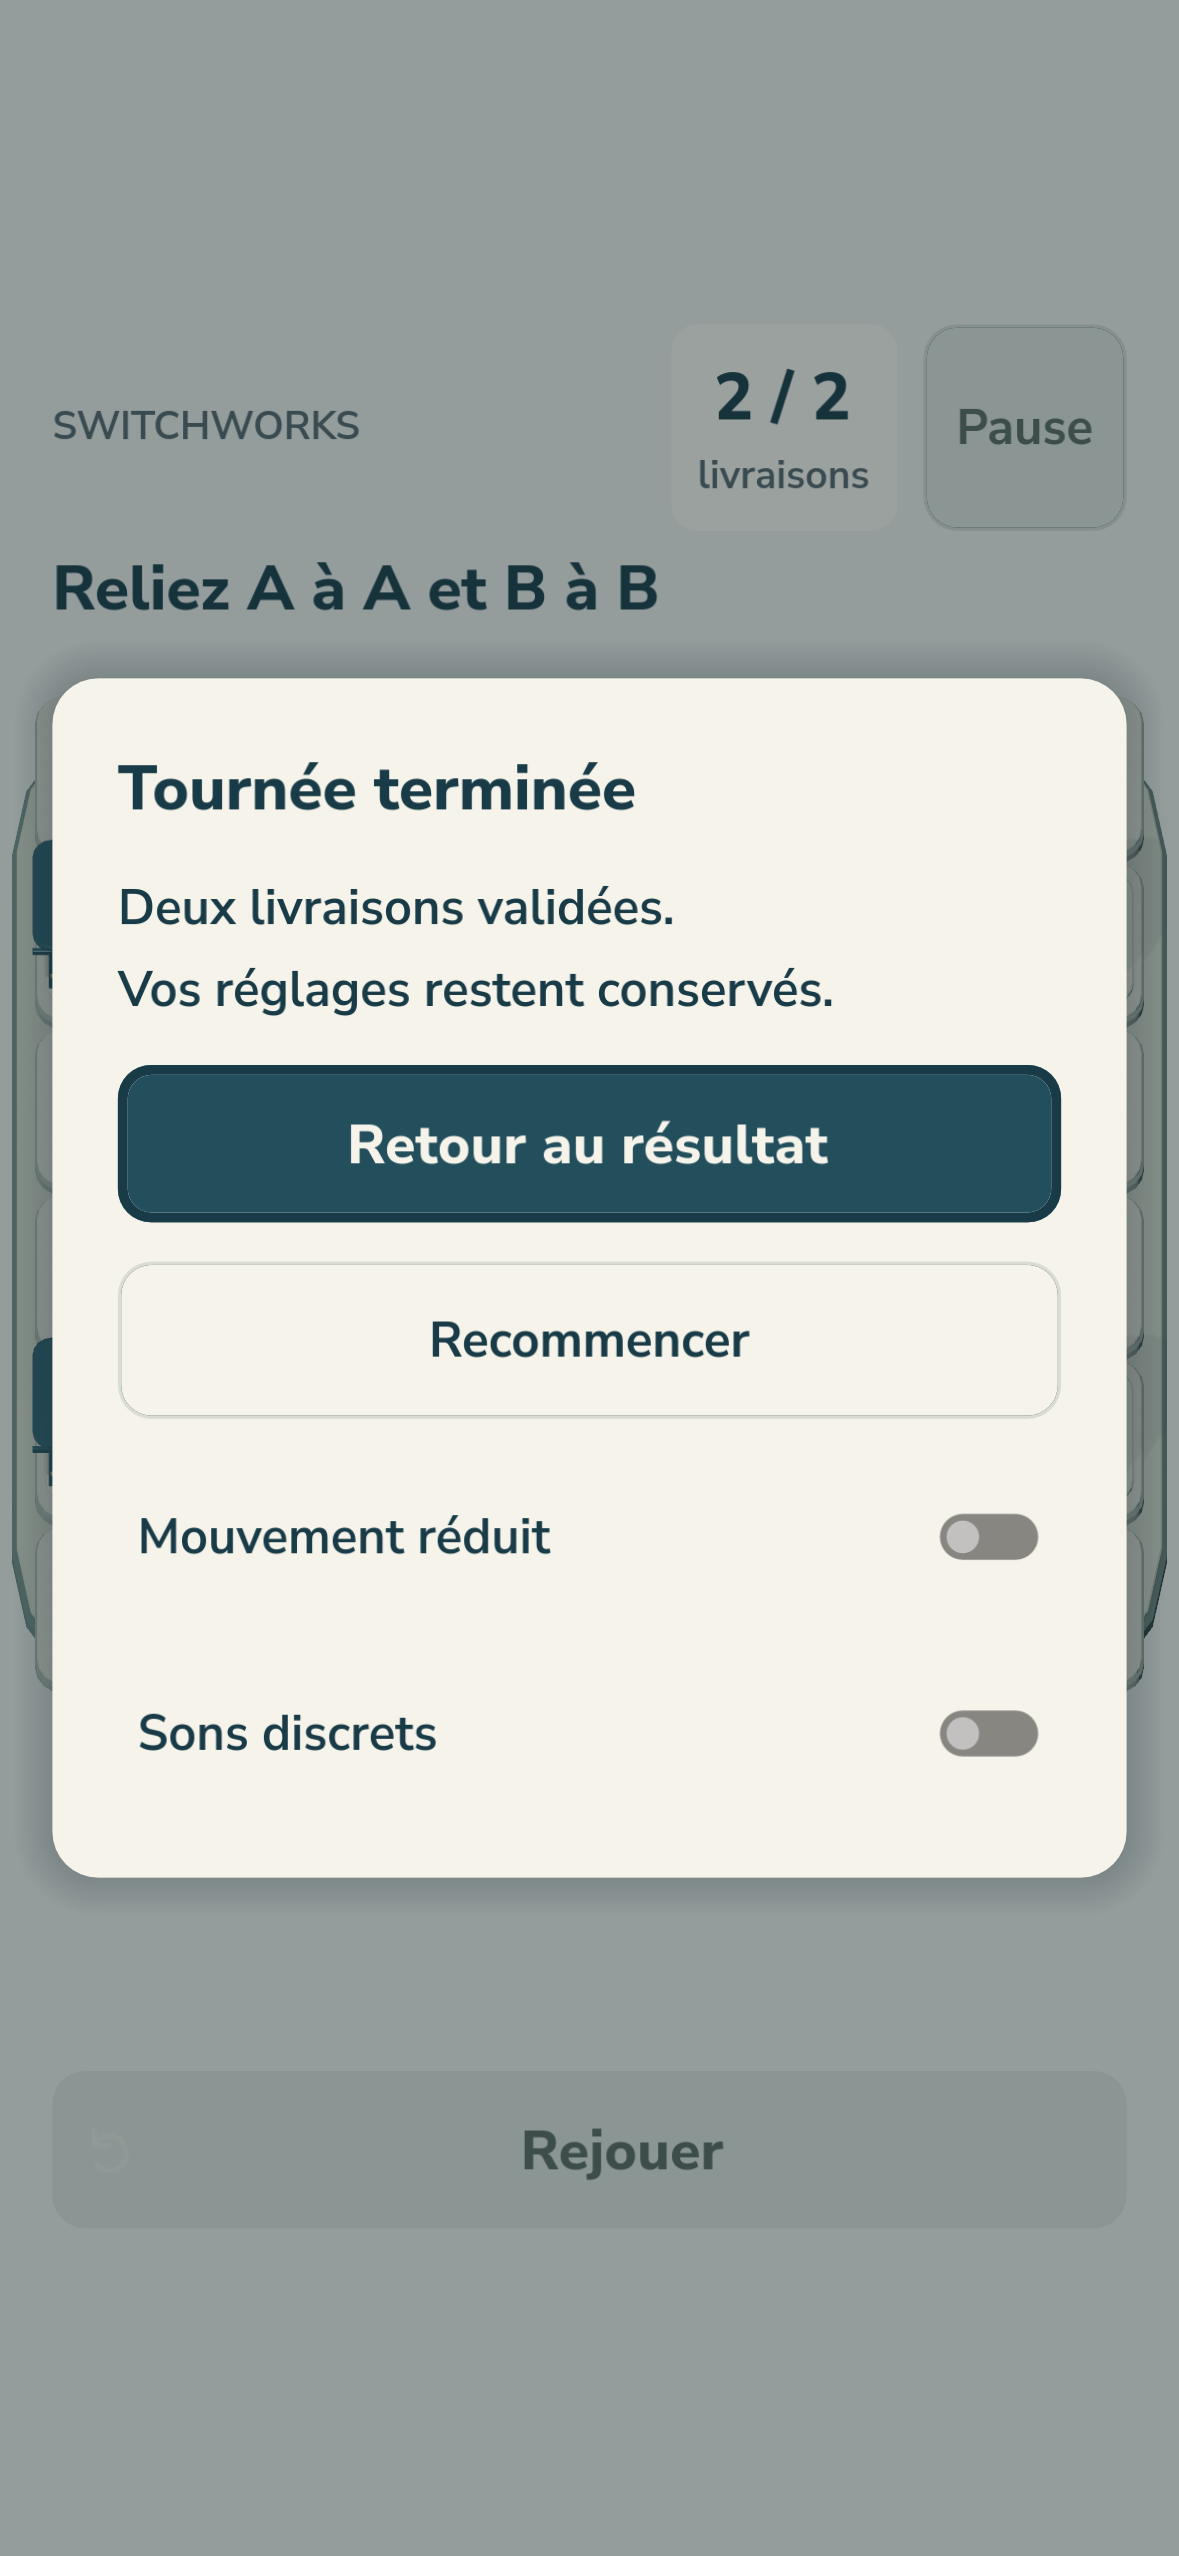 SWITCHWORKS
2 / 2
livraisons
Pause
Reliez A à A et B à B
Tournée terminée
Deux livraisons validées.
Vos réglages restent conservés.
Retour au résultat
Recommencer
Mouvement réduit
Sons discrets
Rejouer